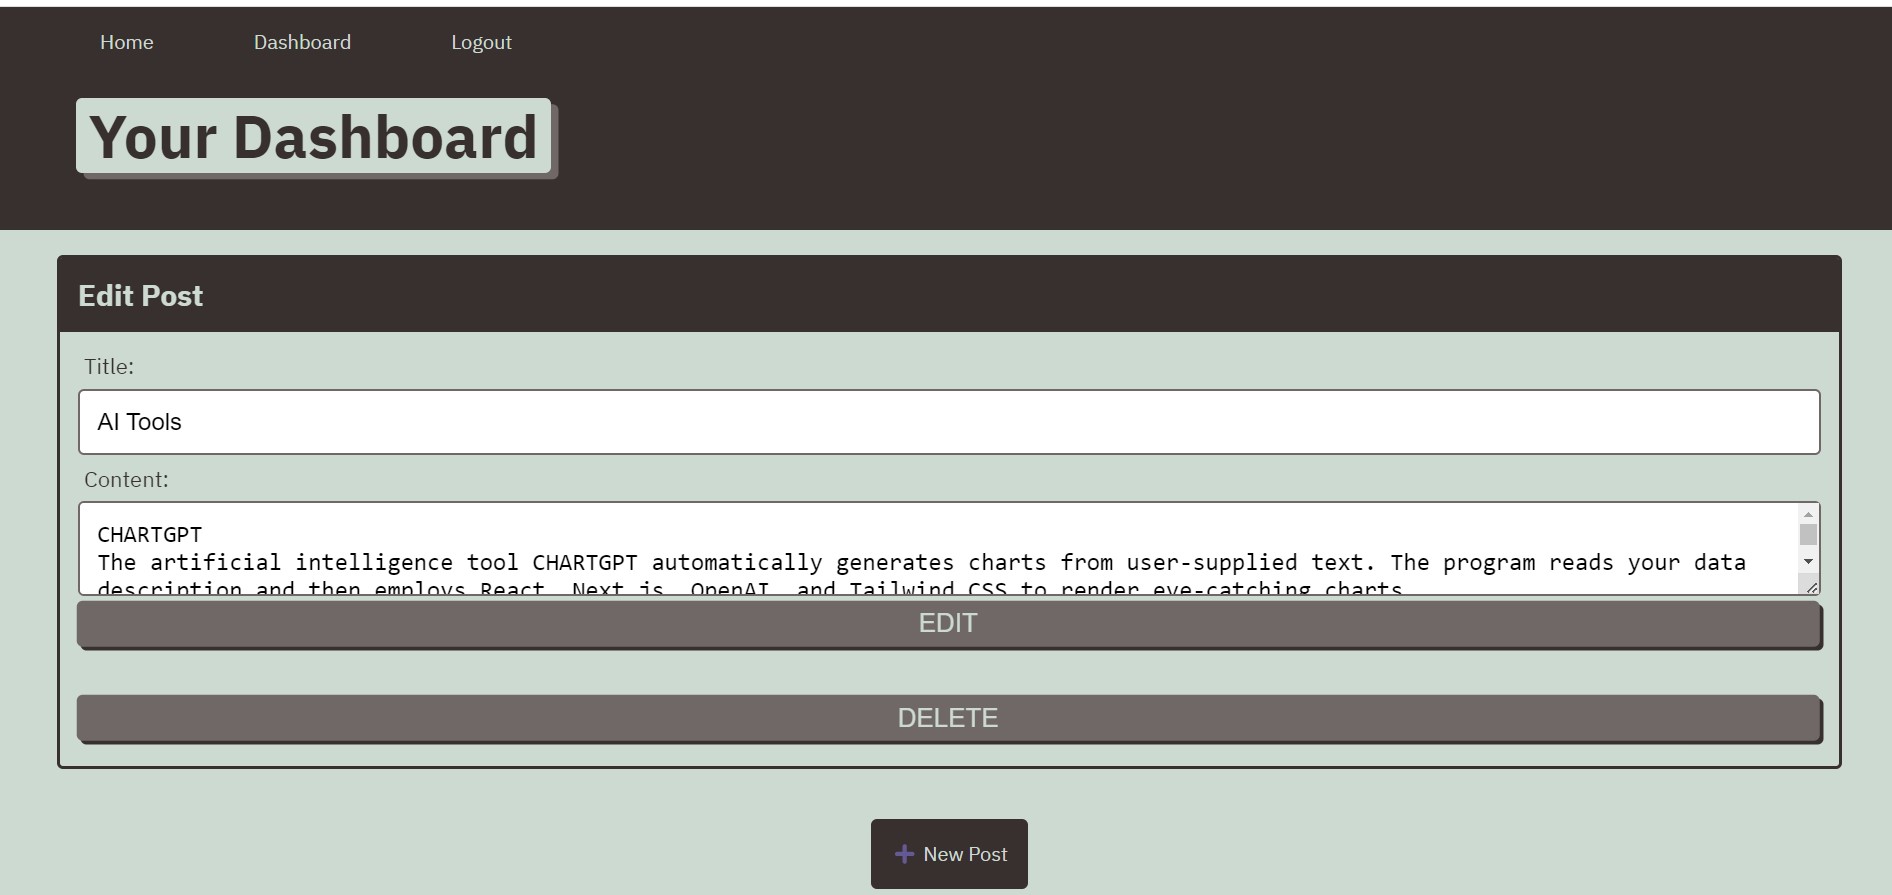 Home Dashboard Logout
Your Dashboard
Edit Post
Title:
AI Tools
Content:
CHARTGPT
The artificial intelligence tool CHARTGPT automatically generates charts from user-supplied text. The program reads your data
description and then employs React, Next.js, OpenAI, and Tailwind CSS to render eye-catching charts.
EDIT
DELETE
New Post